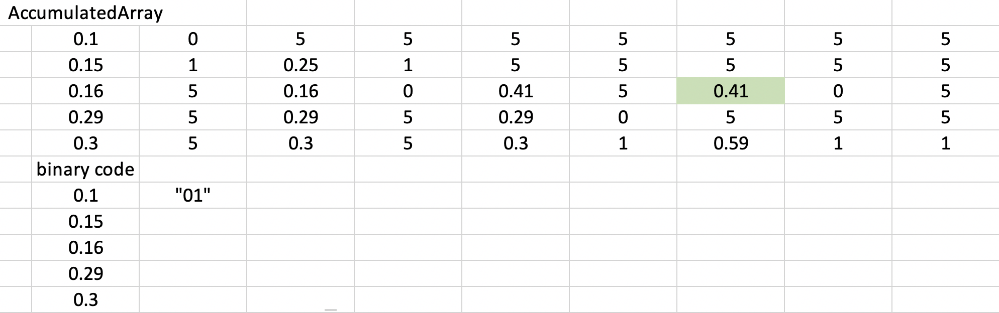 AccumulatedArray
0.1 0 5 5 5 5 5 5 5
0.15 1 0.25 1 5 5 5 5 5
0.16 5 0.16 0 0.41 5 0.41 0 5
0.29 5 0.29 5 0.29 0 5 5 5
0.3 5 0.3 5 0.3 1 0.59 1 1
binary code
0.1 "01"
0.15
0.16
0.29
0.3